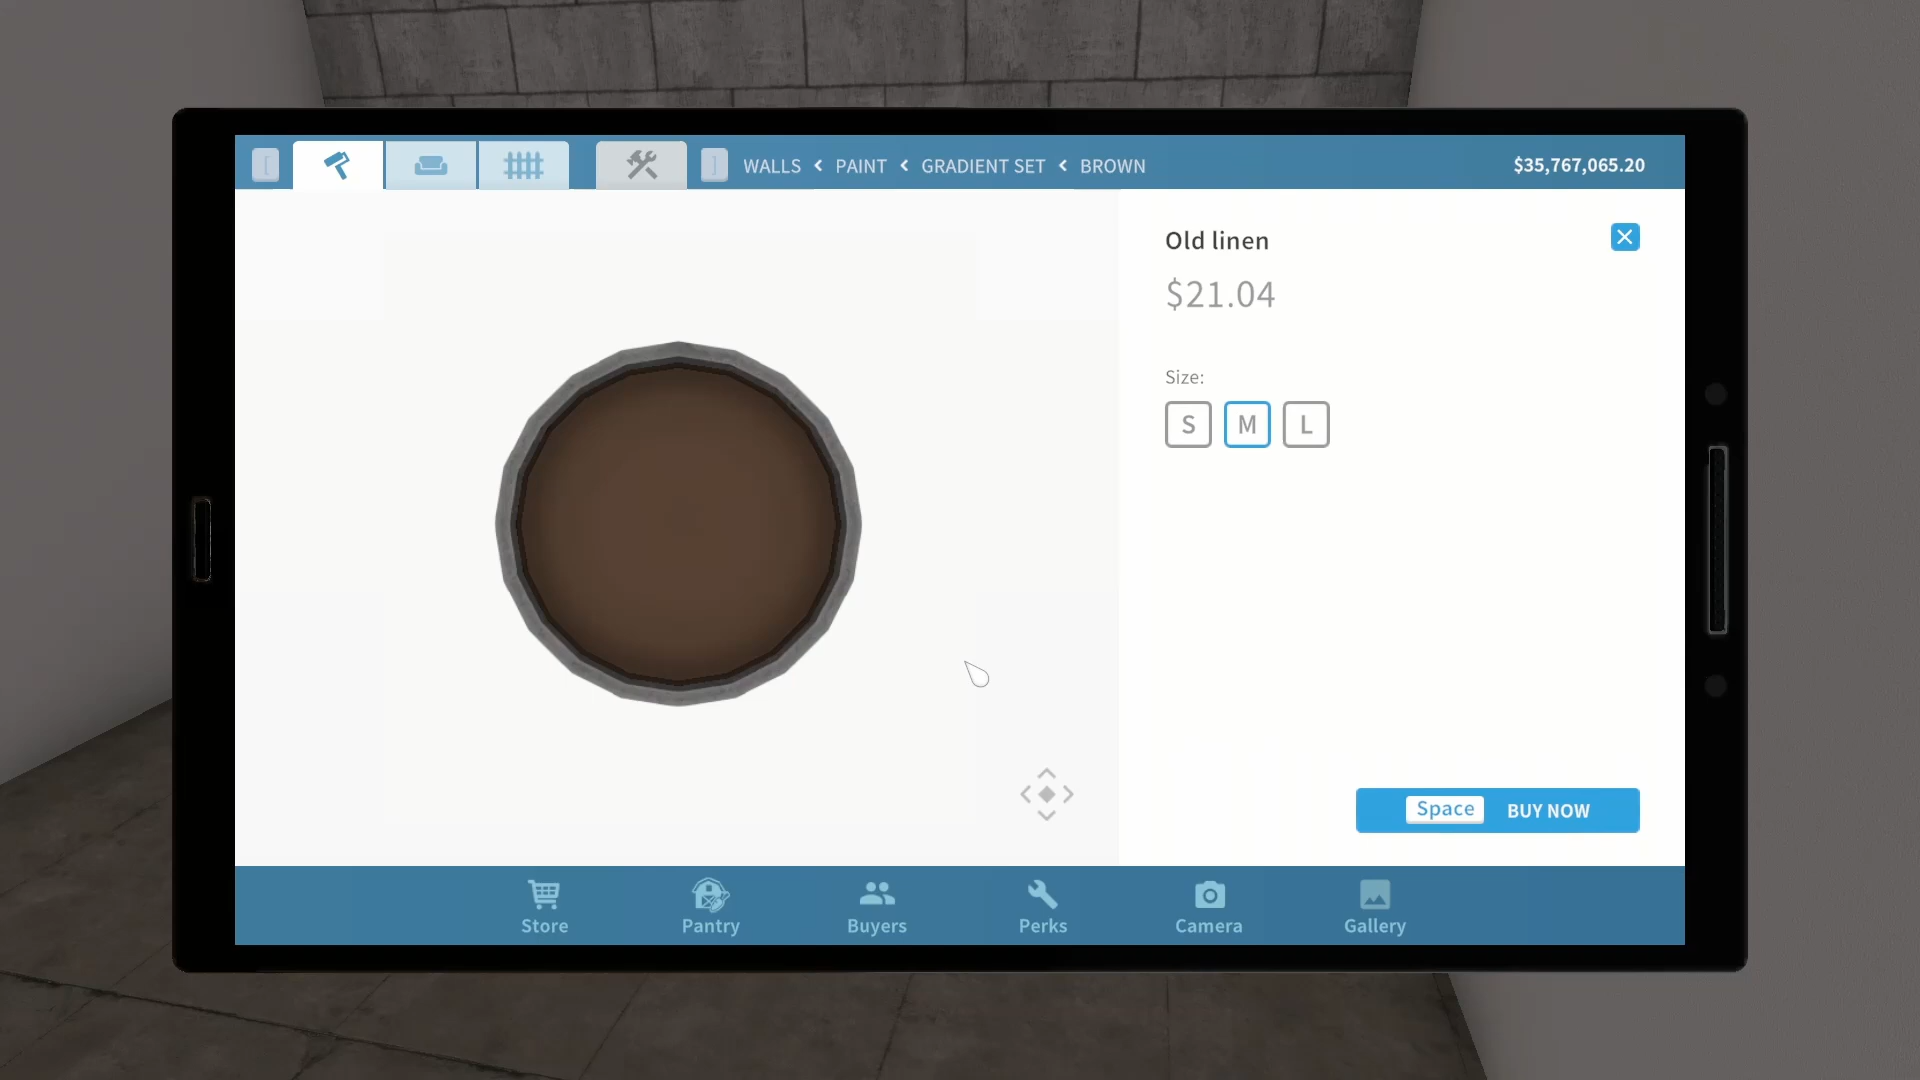 [
]
WALLS < PAINT < GRADIENT SET < BROWN
$35,767,065.20
Old linen
$21.04
Size:
S M L
Space BUY NOW
Store Pantry Buyers Perks Camera Gallery